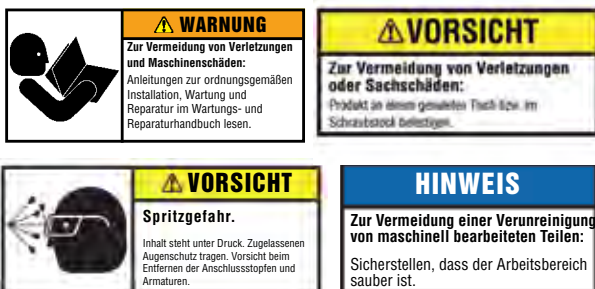 WARNUNG
Zur Vermeidung von Verletzungen
und Maschinenschäden:
Anleitungen zur ordnungsgemäßen
Installation, Wartung und
Reparatur im Wartungs- und
Reparaturhandbuch lesen.
VORSICHT
Zur Vermeidung von Verletzungen
oder Sachschäden:
Produkt an einem Tisch bzw. im
Schraubstock befestigen.
VORSICHT
Spritzgefahr.
Inhalt steht unter Druck. Zugelassenen
Augenschutz tragen. Vorsicht beim
Entfernen der Anschlussstopfen und
Armaturen.
HINWEIS
Zur Vermeidung einer Verunreinigung
von maschinell bearbeiteten Teilen:
Sicherstellen, dass der Arbeitsbereich
sauber ist.